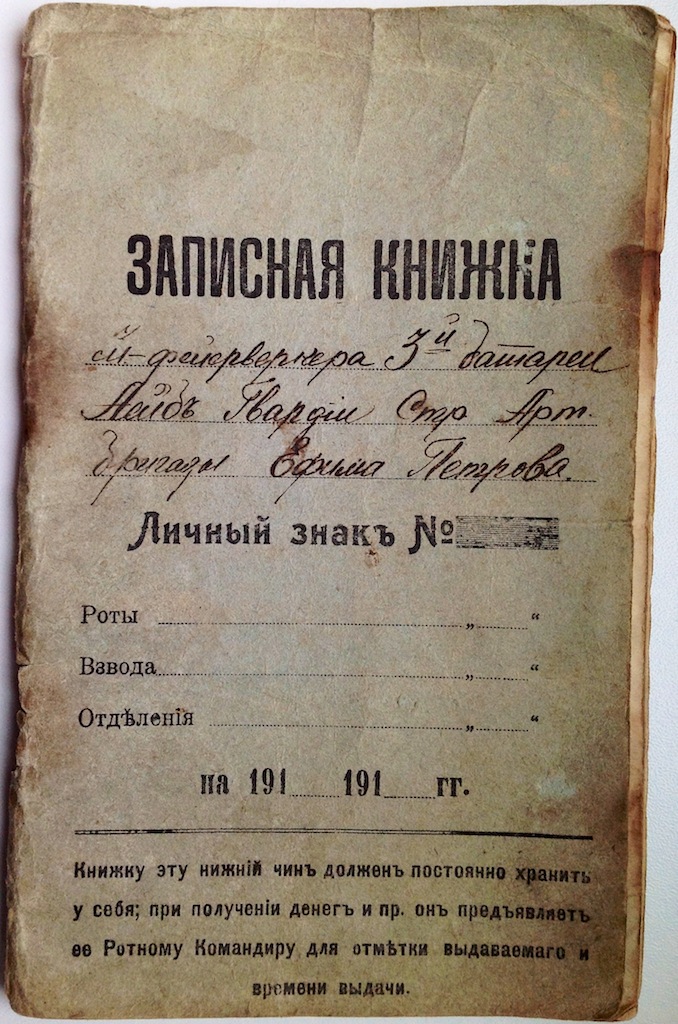 ЗАПИСНАЯ КНИЖКА
фейерверкера 3й батареи
Лейбъ Гвардіи Стр Арт.
бригады Ефима Петрова.
Личный знакъ №
Роты „ “
Взвода „ “
Отдѣленія „ “
на 191 191 гг.
Книжку эту нижній чинъ долженъ постоянно хранить
у себя; при полученіи денегъ и пр. онъ предъявляетъ
ее Ротному Командиру для отмѣтки выдаваемаго и
времени выдачи.